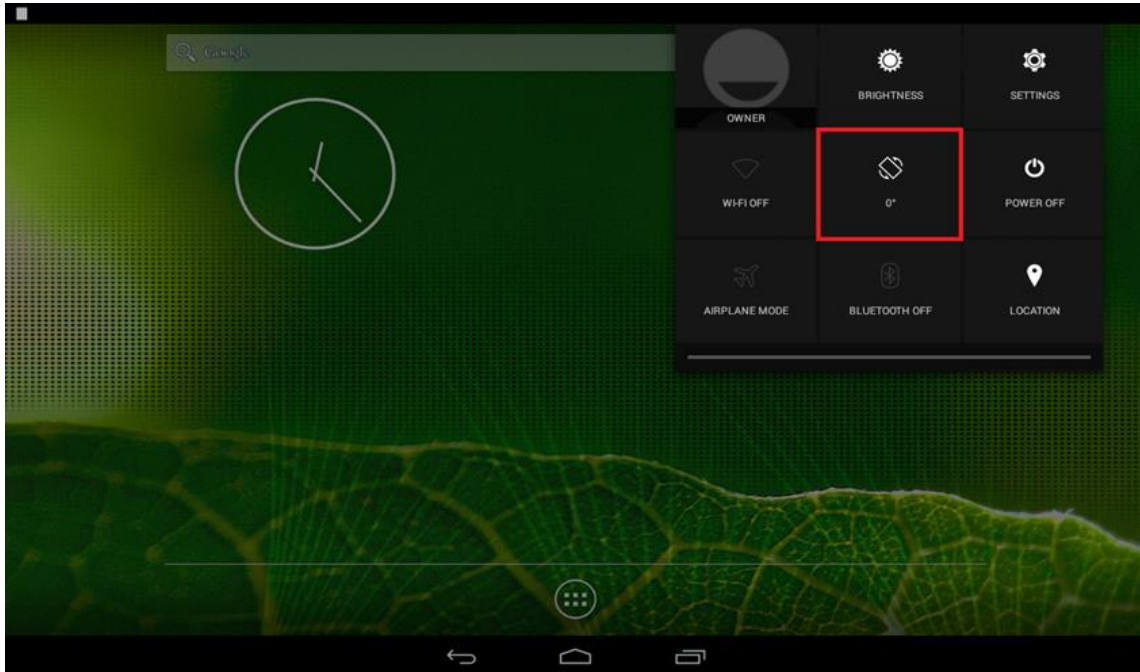 Google
OWNER
BRIGHTNESS
SETTINGS
WI-FI OFF
0°
POWER OFF
AIRPLANE MODE
BLUETOOTH OFF
LOCATION